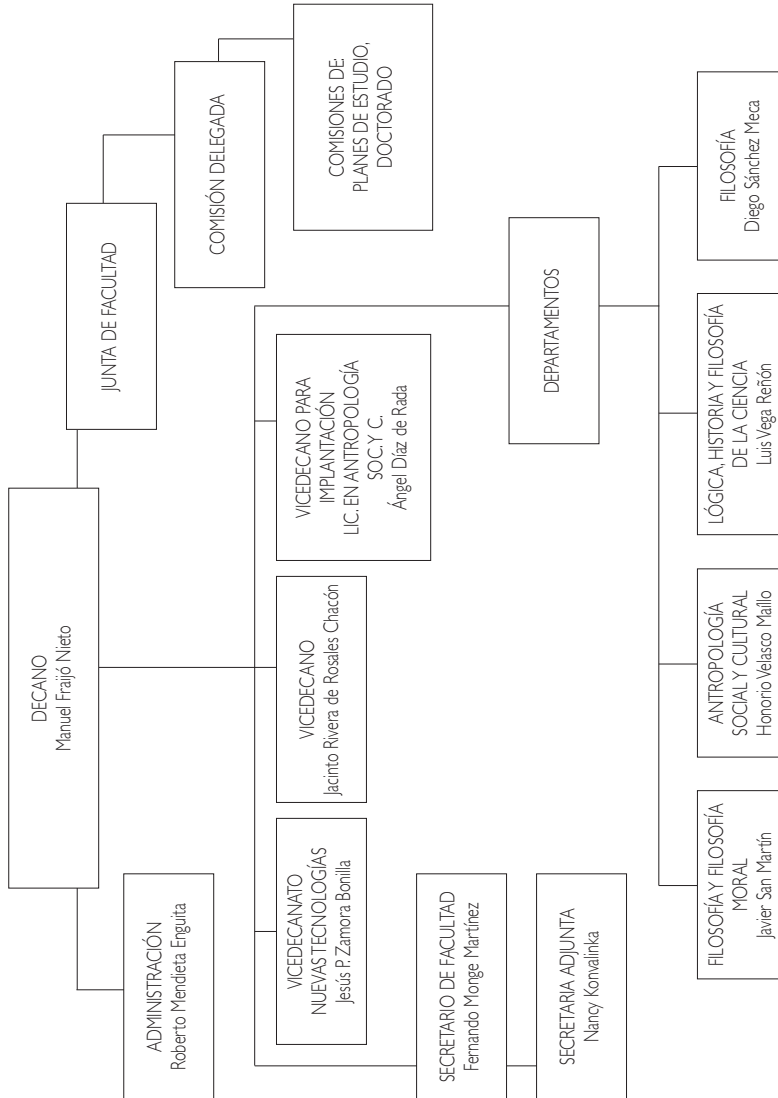 DECANO
Manuel Fraijó Nieto
ADMINISTRACIÓN
Roberto Mendieta Enguita
JUNTA DE FACULTAD
COMISIÓN DELEGADA
COMISIONES DE:
PLANES DE ESTUDIO,
DOCTORADO
VICEDECANATO
NUEVAS TECNOLOGÍAS
Jesús P. Zamora Bonilla
VICEDECANO
Jacinto Rivera de Rosales Chacón
VICEDECANO PARA
IMPLANTACIÓN
LIC. EN ANTROPOLOGÍA
SOC. Y C.
Ángel Díaz de Rada
SECRETARIO DE FACULTAD
Fernando Monge Martínez
SECRETARIA ADJUNTA
Nancy Konvalinka
DEPARTAMENTOS
FILOSOFÍA Y FILOSOFÍA
MORAL
Javier San Martín
ANTROPOLOGÍA
SOCIAL Y CULTURAL
Honorio Velasco Maíllo
LÓGICA, HISTORIA Y FILOSOFÍA
DE LA CIENCIA
Luis Vega Reñón
FILOSOFÍA
Diego Sánchez Meca